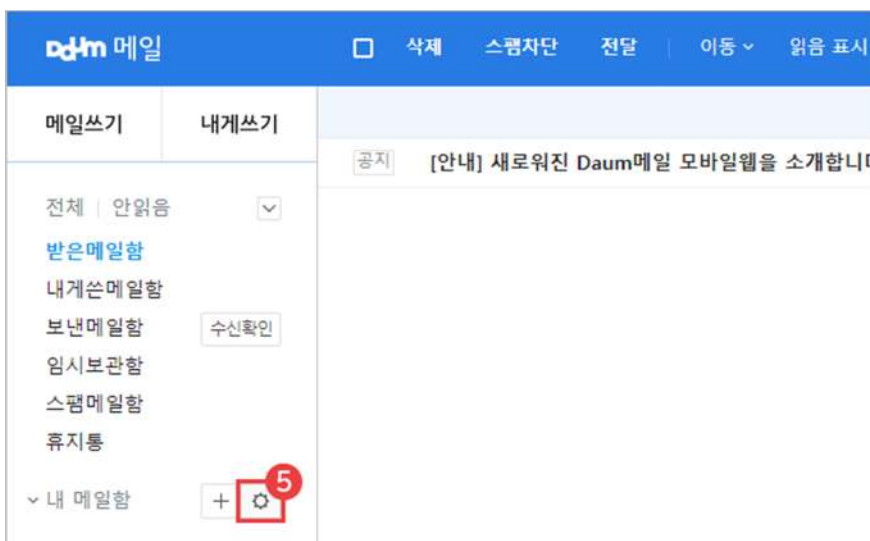 Daum 메일
삭제 스팸차단 전달 이동 읽음 표시
메일쓰기 내게쓰기
공지 [안내] 새로워진 Daum메일 모바일웹을 소개합니다
전체 | 안읽음
받은메일함
내게쓴메일함
보낸메일함 수신확인
임시보관함
스팸메일함
휴지통
내 메일함 +
5